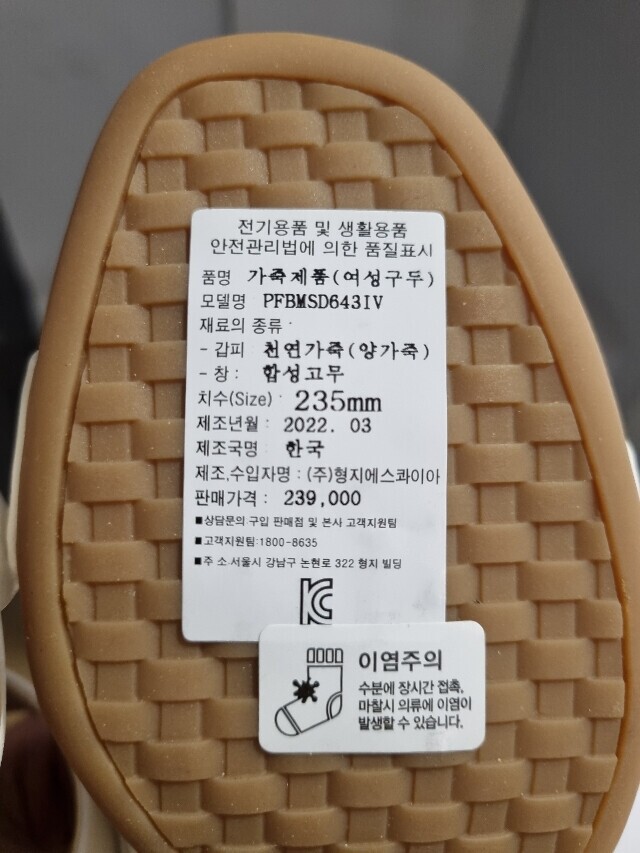 전기용품 및 생활용품
안전관리법에 의한 품질표시
품명 가죽제품(여성구두)
모델명 PFBMSD643IV
재료의 종류 :
- 갑피 : 천연가죽(양가죽)
- 창 : 합성고무
치수(Size) : 235mm
제조년월 : 2022. 03
제조국명 : 한국
제조,수입자명 : (주)형지에스콰이아
판매가격 : 239,000
■상담문의 구입 판매점 및 본사 고객지원팀
■고객지원팀:1800-8635
■주 소.서울시 강남구 논현로 322 형지 빌딩
KC
이염주의
수분에 장시간 접촉,
마찰시 의류에 이염이
발생할 수 있습니다.